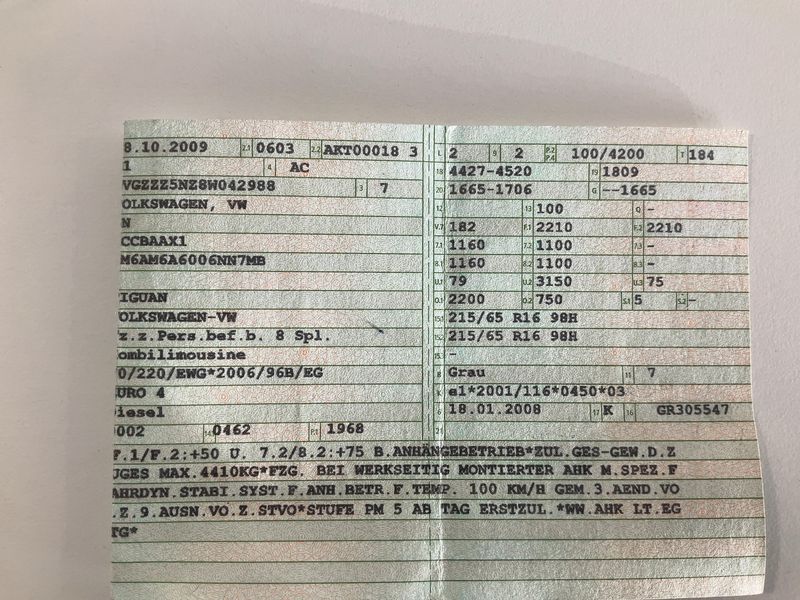 8.10.2009 2.1 0603 2.2 AKT00018 3
1 4 AC
VGZZZ5NZ8W042988 3 7
OLKSWAGEN, VW
N
CCBAAX1
M6AM6A6006NN7MB
IGUAN
OLKSWAGEN-VW
z.z.Pers.bef.b. 8 Spl.
ombilimousine
0/220/EWG*2006/96B/EG
EURO 4
Diesel
0002 14.1 0462 P.1 1968
L 2 9 2 P.2 P.4 100/4200 T 184
18 4427-4520 19 1809
20 1665-1706 G --1665
12 - 13 100 Q -
V.7 182 F.1 2210 F.2 2210
7.1 1160 7.2 1100 7.3 -
8.1 1160 8.2 1100 8.3 -
U.1 79 U.2 3150 U.3 75
O.1 2200 O.2 750 S.1 5 S.2 -
15.1 215/65 R16 98H
15.2 215/65 R16 98H
15.3 -
R Grau 11 7
K e1*2001/116*0450*03
6 18.01.2008 17 K 16 GR305547
21
F.1/F.2:+50 U. 7.2/8.2:+75 B.ANHÄNGEBETRIEB*ZUL.GES-GEW.D.Z
UGES MAX.4410KG*FZG. BEI WERKSEITIG MONTIERTER AHK M.SPEZ.F
AHRDYN.STABI.SYST.F.ANH.BETR.F.TEMP. 100 KM/H GEM.3.AEND.VO
.Z.9.AUSN.VO.Z.STVO*STUFE PM 5 AB TAG ERSTZUL.*WW.AHK LT.EG
TG*